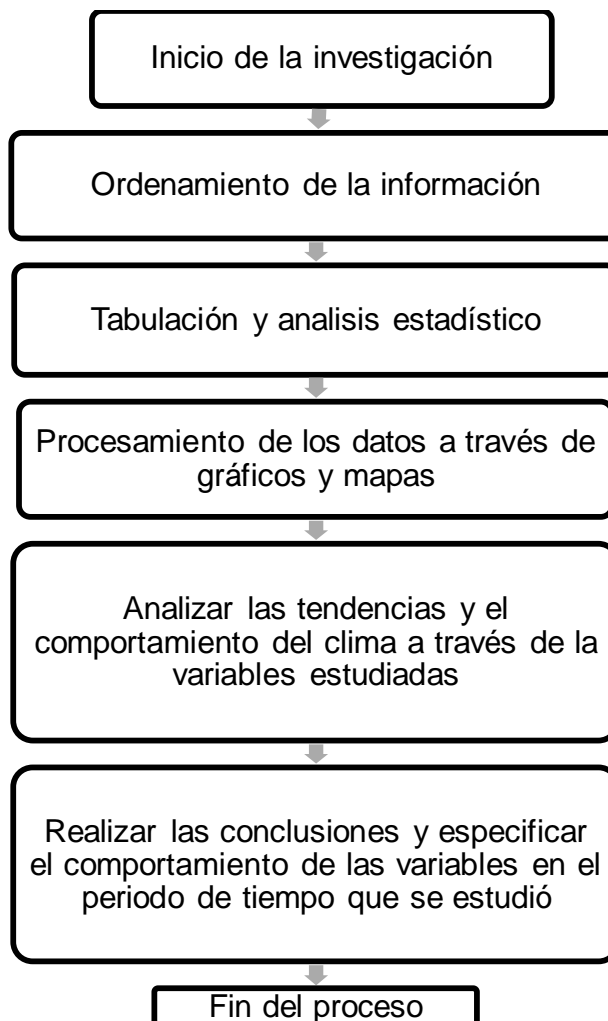 Inicio de la investigación
Ordenamiento de la información
Tabulación y analisis estadístico
Procesamiento de los datos a través de
gráficos y mapas
Analizar las tendencias y el
comportamiento del clima a través de la
variables estudiadas
Realizar las conclusiones y especificar
el comportamiento de las variables en el
periodo de tiempo que se estudió
Fin del proceso